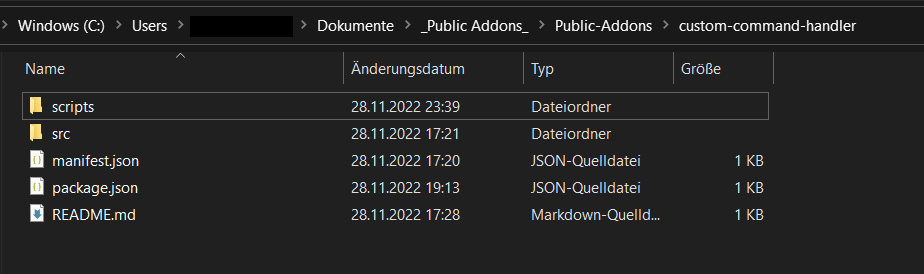 Windows (C:) > Users > > Dokumente > _Public Addons_ > Public-Addons > custom-command-handler
Name Änderungsdatum Typ Größe
scripts 28.11.2022 23:39 Dateiordner
src 28.11.2022 17:21 Dateiordner
manifest.json 28.11.2022 17:20 JSON-Quelldatei 1 KB
package.json 28.11.2022 19:13 JSON-Quelldatei 1 KB
README.md 28.11.2022 17:28 Markdown-Quelld... 1 KB